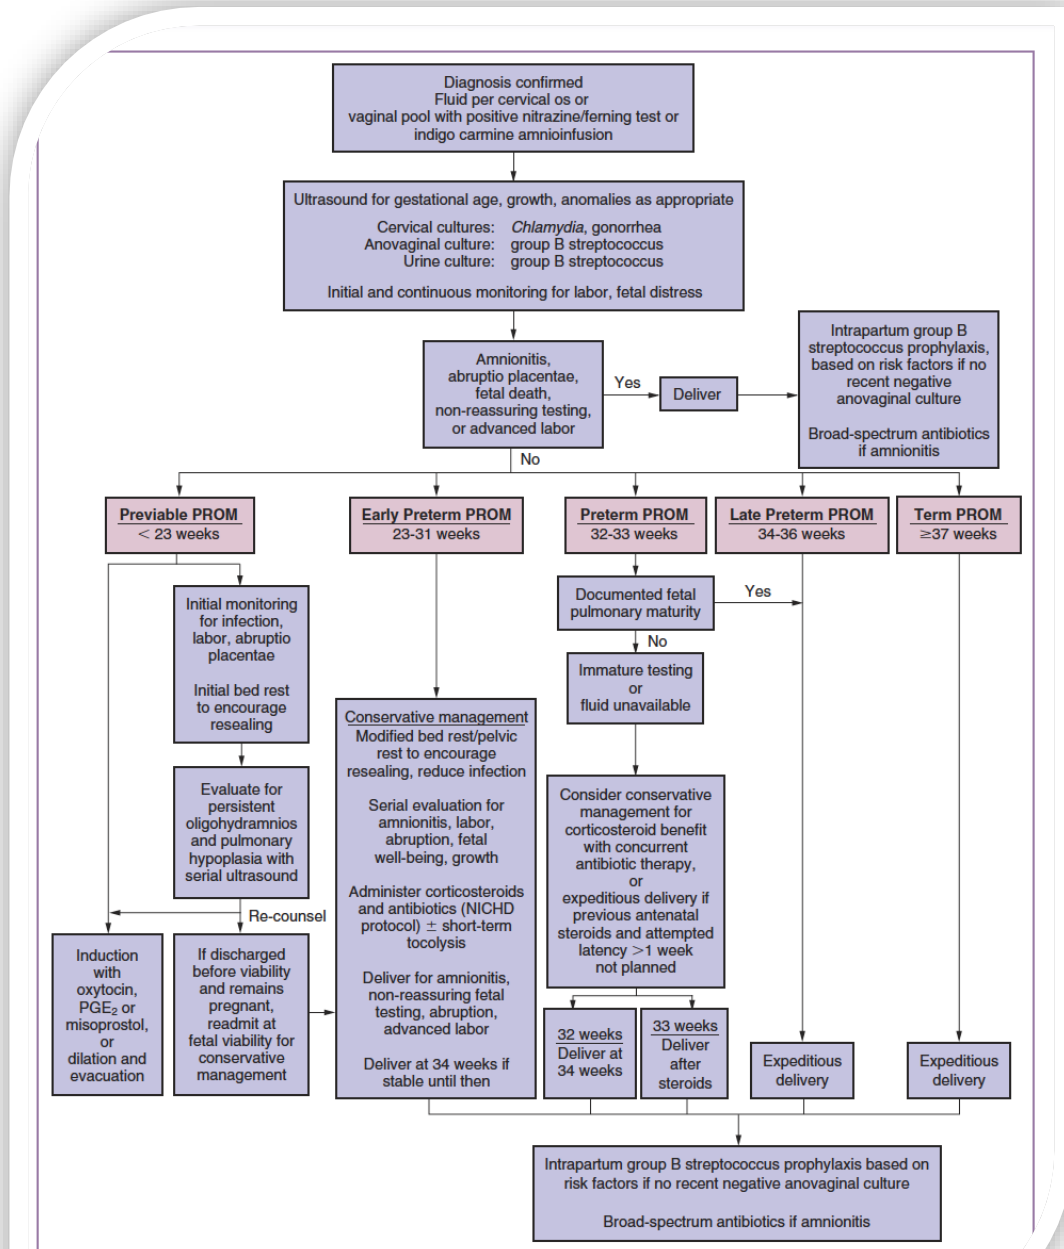 Diagnosis confirmed
Fluid per cervical os or
vaginal pool with positive nitrazine/ferning test or
indigo carmine amnioinfusion
Ultrasound for gestational age, growth, anomalies as appropriate
Cervical cultures: Chlamydia, gonorrhea
Anovaginal culture: group B streptococcus
Urine culture: group B streptococcus
Initial and continuous monitoring for labor, fetal distress
Amnionitis,
abruptio placentae,
fetal death,
non-reassuring testing,
or advanced labor
Yes
Deliver
Intrapartum group B
streptococcus prophylaxis,
based on risk factors if no
recent negative
anovaginal culture
Broad-spectrum antibiotics
if amnionitis
No
Previable PROM
< 23 weeks
Early Preterm PROM
23-31 weeks
Preterm PROM
32-33 weeks
Late Preterm PROM
34-36 weeks
Term PROM
≥37 weeks
Initial monitoring
for infection,
labor, abruptio
placentae
Initial bed rest
to encourage
resealing
Documented fetal
pulmonary maturity
Yes
No
Immature testing
or
fluid unavailable
Evaluate for
persistent
oligohydramnios
and pulmonary
hypoplasia with
serial ultrasound
Re-counsel
Induction
with
oxytocin,
PGE₂ or
misoprostol,
or
dilation and
evacuation
If discharged
before viability
and remains
pregnant,
readmit at
fetal viability for
conservative
management
Conservative management
Modified bed rest/pelvic
rest to encourage
resealing, reduce infection
Serial evaluation for
amnionitis, labor,
abruption, fetal
well-being, growth
Administer corticosteroids
and antibiotics (NICHD
protocol) ± short-term
tocolysis
Deliver for amnionitis,
non-reassuring fetal
testing, abruption,
advanced labor
Deliver at 34 weeks if
stable until then
Consider conservative
management for
corticosteroid benefit
with concurrent
antibiotic therapy,
or
expeditious delivery if
previous antenatal
steroids and attempted
latency >1 week
not planned
32 weeks
Deliver at
34 weeks
33 weeks
Deliver
after
steroids
Expeditious
delivery
Expeditious
delivery
Intrapartum group B streptococcus prophylaxis based on
risk factors if no recent negative anovaginal culture
Broad-spectrum antibiotics if amnionitis